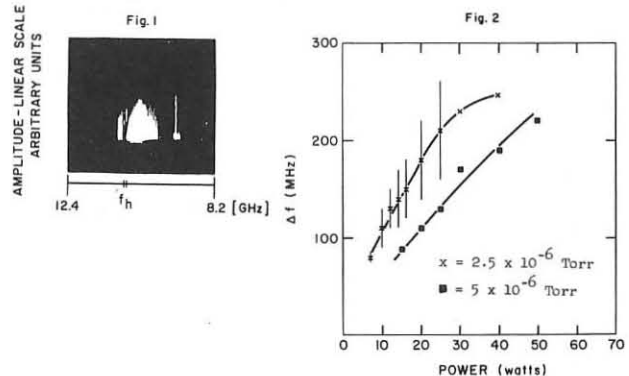 Fig.1
AMPLITUDE-LINEAR SCALE
ARBITRARY UNITS
12.4
fh
8.2 [GHz]
Fig. 2
300
200
100
Δf (MHz)
x = 2.5 x 10^-6 Torr
■ = 5 x 10^-6 Torr
0 10 20 30 40 50 60 70
POWER (watts)